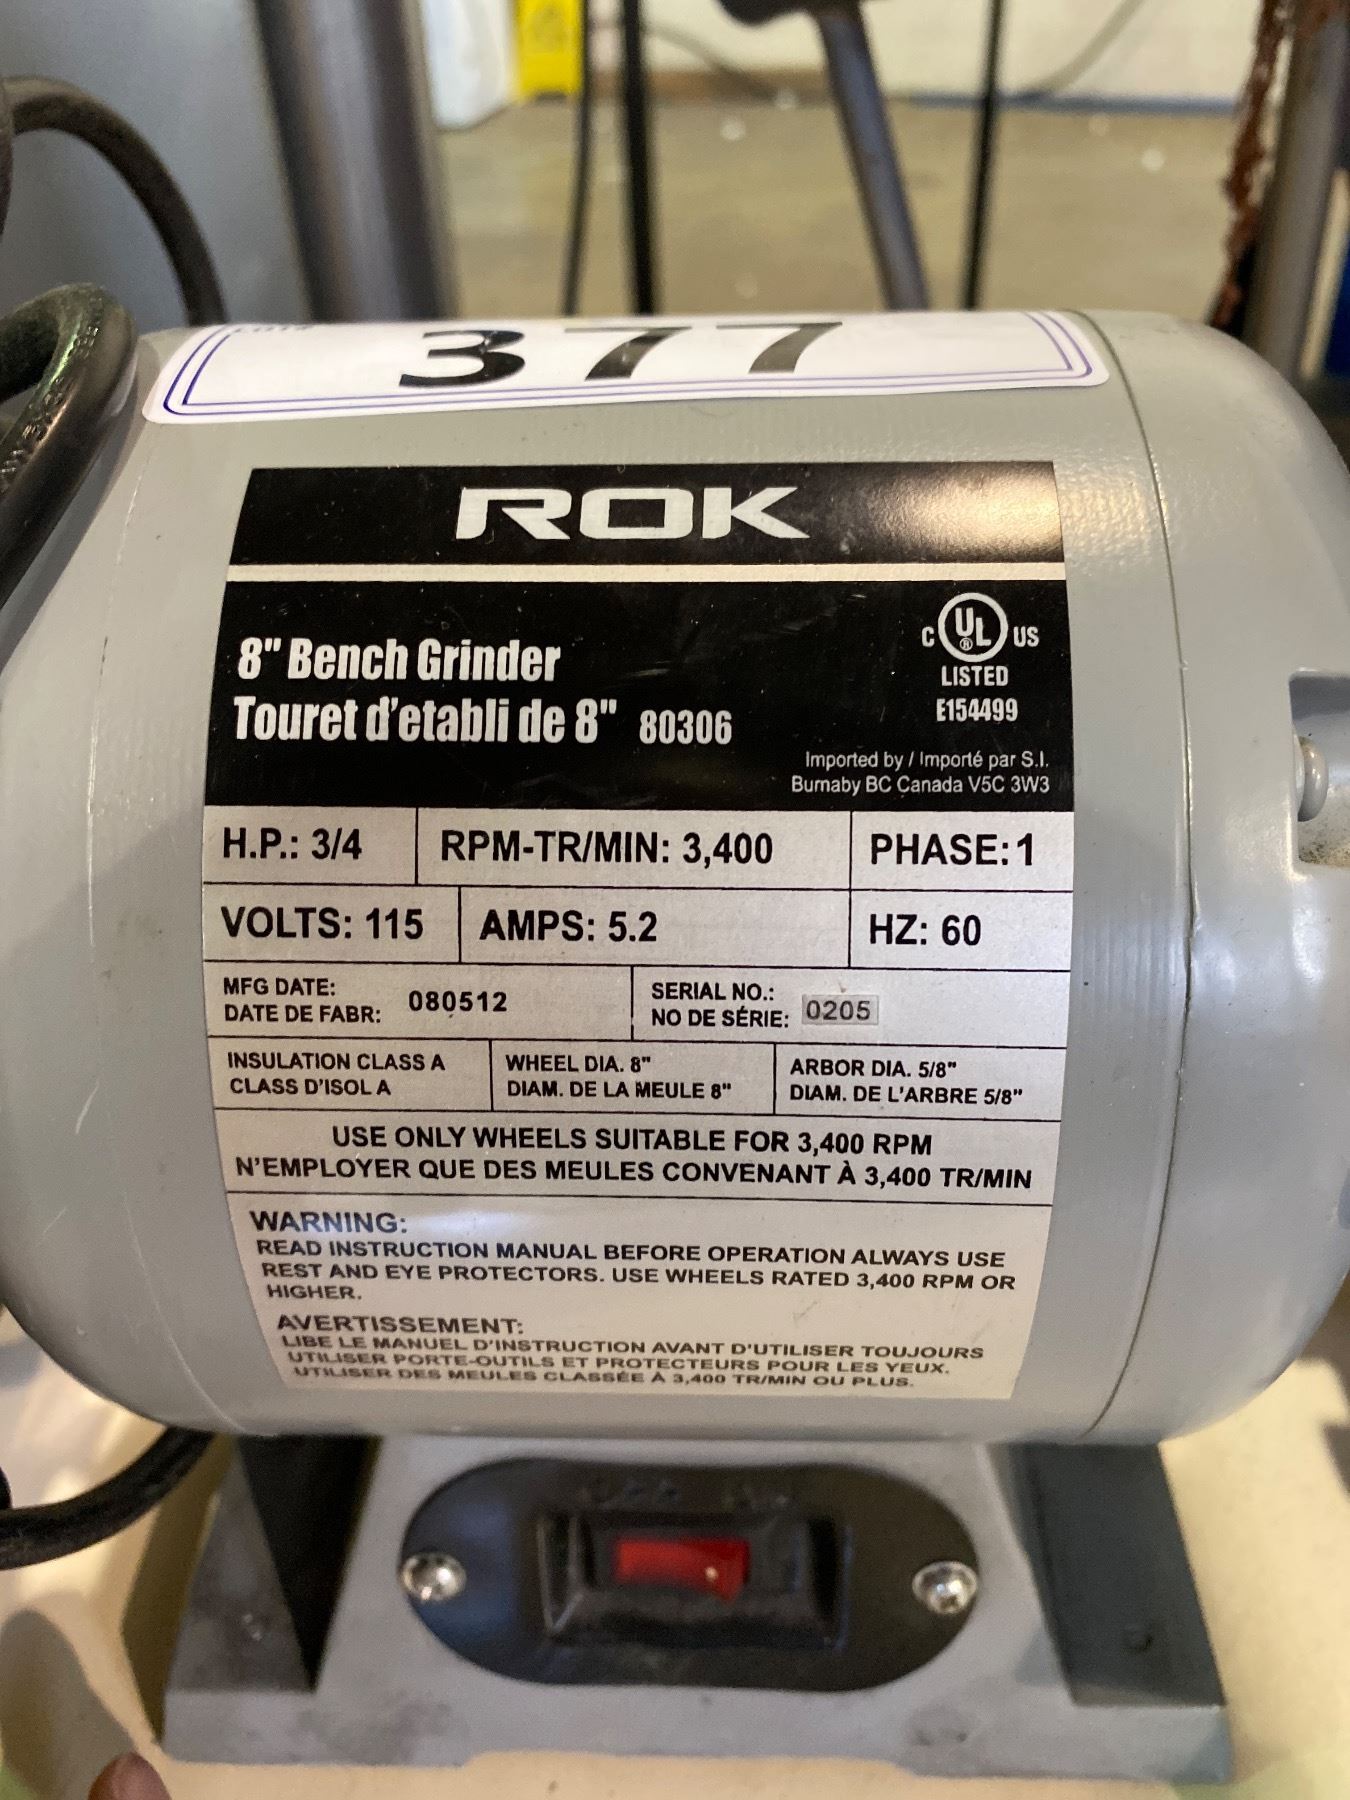 377
ROK
C UL® US
LISTED
E154499
8" Bench Grinder
Touret d'etabli de 8" 80306
Imported by / Importé par S.I.
Burnaby BC Canada V5C 3W3
H.P.: 3/4
RPM-TR/MIN: 3,400
PHASE: 1
VOLTS: 115
AMPS: 5.2
HZ: 60
MFG DATE:
DATE DE FABR: 080512
SERIAL NO.:
NO DE SÉRIE: 0205
INSULATION CLASS A
CLASS D'ISOL A
WHEEL DIA. 8"
DIAM. DE LA MEULE 8"
ARBOR DIA. 5/8"
DIAM. DE L'ARBRE 5/8"
USE ONLY WHEELS SUITABLE FOR 3,400 RPM
N'EMPLOYER QUE DES MEULES CONVENANT À 3,400 TR/MIN
WARNING:
READ INSTRUCTION MANUAL BEFORE OPERATION ALWAYS USE
REST AND EYE PROTECTORS. USE WHEELS RATED 3,400 RPM OR
HIGHER.
AVERTISSEMENT:
LIBE LE MANUEL D'INSTRUCTION AVANT D'UTILISER TOUJOURS
UTILISER PORTE-OUTILS ET PROTECTEURS POUR LES YEUX.
UTILISER DES MEULES CLASSÉE À 3,400 TR/MIN OU PLUS.